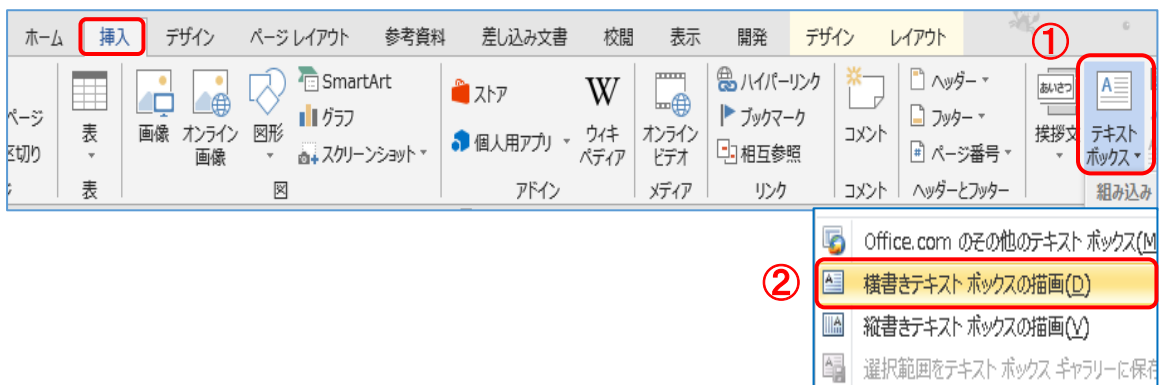 ホーム 挿入 デザイン ページ レイアウト 参考資料 差し込み文書 校閲 表示 開発 デザイン レイアウト
①
ページ
区切り
表
画像
オンライン
画像
図形
SmartArt
グラフ
スクリーンショット
ストア
個人用アプリ
W
ウィキ
ペディア
オンライン
ビデオ
ハイパーリンク
ブックマーク
相互参照
コメント
ヘッダー
フッター
# ページ番号
あいさつ
挨拶文
A
テキスト
ボックス
表 図 アドイン メディア リンク コメント ヘッダーとフッター
組み込み
Office.com のその他のテキスト ボックス(M
②
横書きテキスト ボックスの描画(D)
縦書きテキスト ボックスの描画(V)
選択範囲をテキスト ボックス ギャラリーに保存